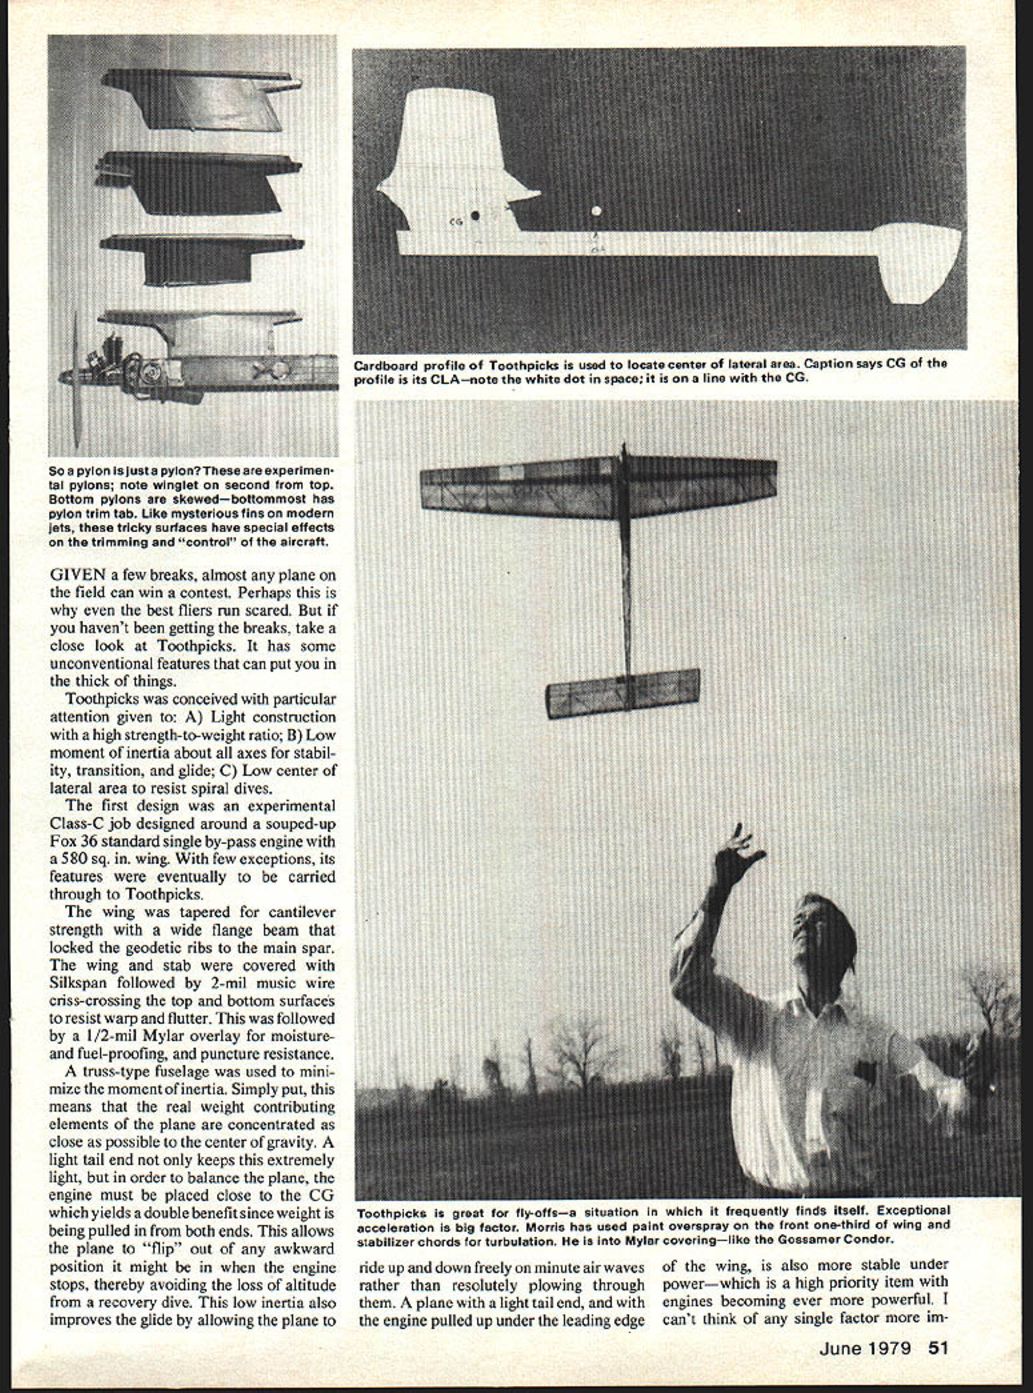 CG
Cardboard profile of Toothpicks is used to locate center of lateral area. Caption says CG of the
profile is its CLA—note the white dot in space; it is on a line with the CG.
So a pylon is just a pylon? These are experimen-
tal pylons; note winglet on second from top.
Bottom pylons are skewed—bottommost has
pylon trim tab. Like mysterious fins on modern
jets, these tricky surfaces have special effects
on the trimming and "control" of the aircraft.
GIVEN a few breaks, almost any plane on
the field can win a contest. Perhaps this is
why even the best fliers run scared. But if
you haven't been getting the breaks, take a
close look at Toothpicks. It has some
unconventional features that can put you in
the thick of things.
Toothpicks was conceived with particular
attention given to: A) Light construction
with a high strength-to-weight ratio; B) Low
moment of inertia about all axes for stabil-
ity, transition, and glide; C) Low center of
lateral area to resist spiral dives.
The first design was an experimental
Class-C job designed around a souped-up
Fox 36 standard single by-pass engine with
a 580 sq. in. wing. With few exceptions, its
features were eventually to be carried
through to Toothpicks.
The wing was tapered for cantilever
strength with a wide flange beam that
locked the geodetic ribs to the main spar.
The wing and stab were covered with
Silkspan followed by 2-mil music wire
criss-crossing the top and bottom surfaces
to resist warp and flutter. This was followed
by a 1/2-mil Mylar overlay for moisture-
and fuel-proofing, and puncture resistance.
A truss-type fuselage was used to mini-
mize the moment of inertia. Simply put, this
means that the real weight contributing
elements of the plane are concentrated as
close as possible to the center of gravity. A
light tail end not only keeps this extremely
light, but in order to balance the plane, the
engine must be placed close to the CG
which yields a double benefit since weight is
being pulled in from both ends. This allows
the plane to "flip" out of any awkward
position it might be in when the engine
stops, thereby avoiding the loss of altitude
from a recovery dive. This low inertia also
improves the glide by allowing the plane to
Toothpicks is great for fly-offs—a situation in which it frequently finds itself. Exceptional
acceleration is big factor. Morris has used paint overspray on the front one-third of wing and
stabilizer chords for turbulation. He is into Mylar covering—like the Gossamer Condor.
ride up and down freely on minute air waves
rather than resolutely plowing through
them. A plane with a light tail end, and with
the engine pulled up under the leading edge
of the wing, is also more stable under
power—which is a high priority item with
engines becoming ever more powerful. I
can't think of any single factor more im-
June 1979 51